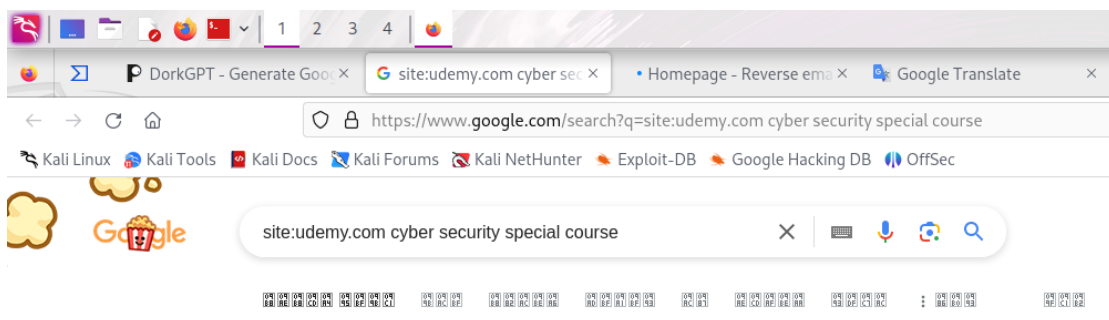 1 2 3 4
DorkGPT - Generate Goog
site:udemy.com cyber sec
Homepage - Reverse ema
Google Translate
https://www.google.com/search?q=site:udemy.com cyber security special course
Kali Linux Kali Tools Kali Docs Kali Forums Kali NetHunter Exploit-DB Google Hacking DB OffSec
Google
site:udemy.com cyber security special course